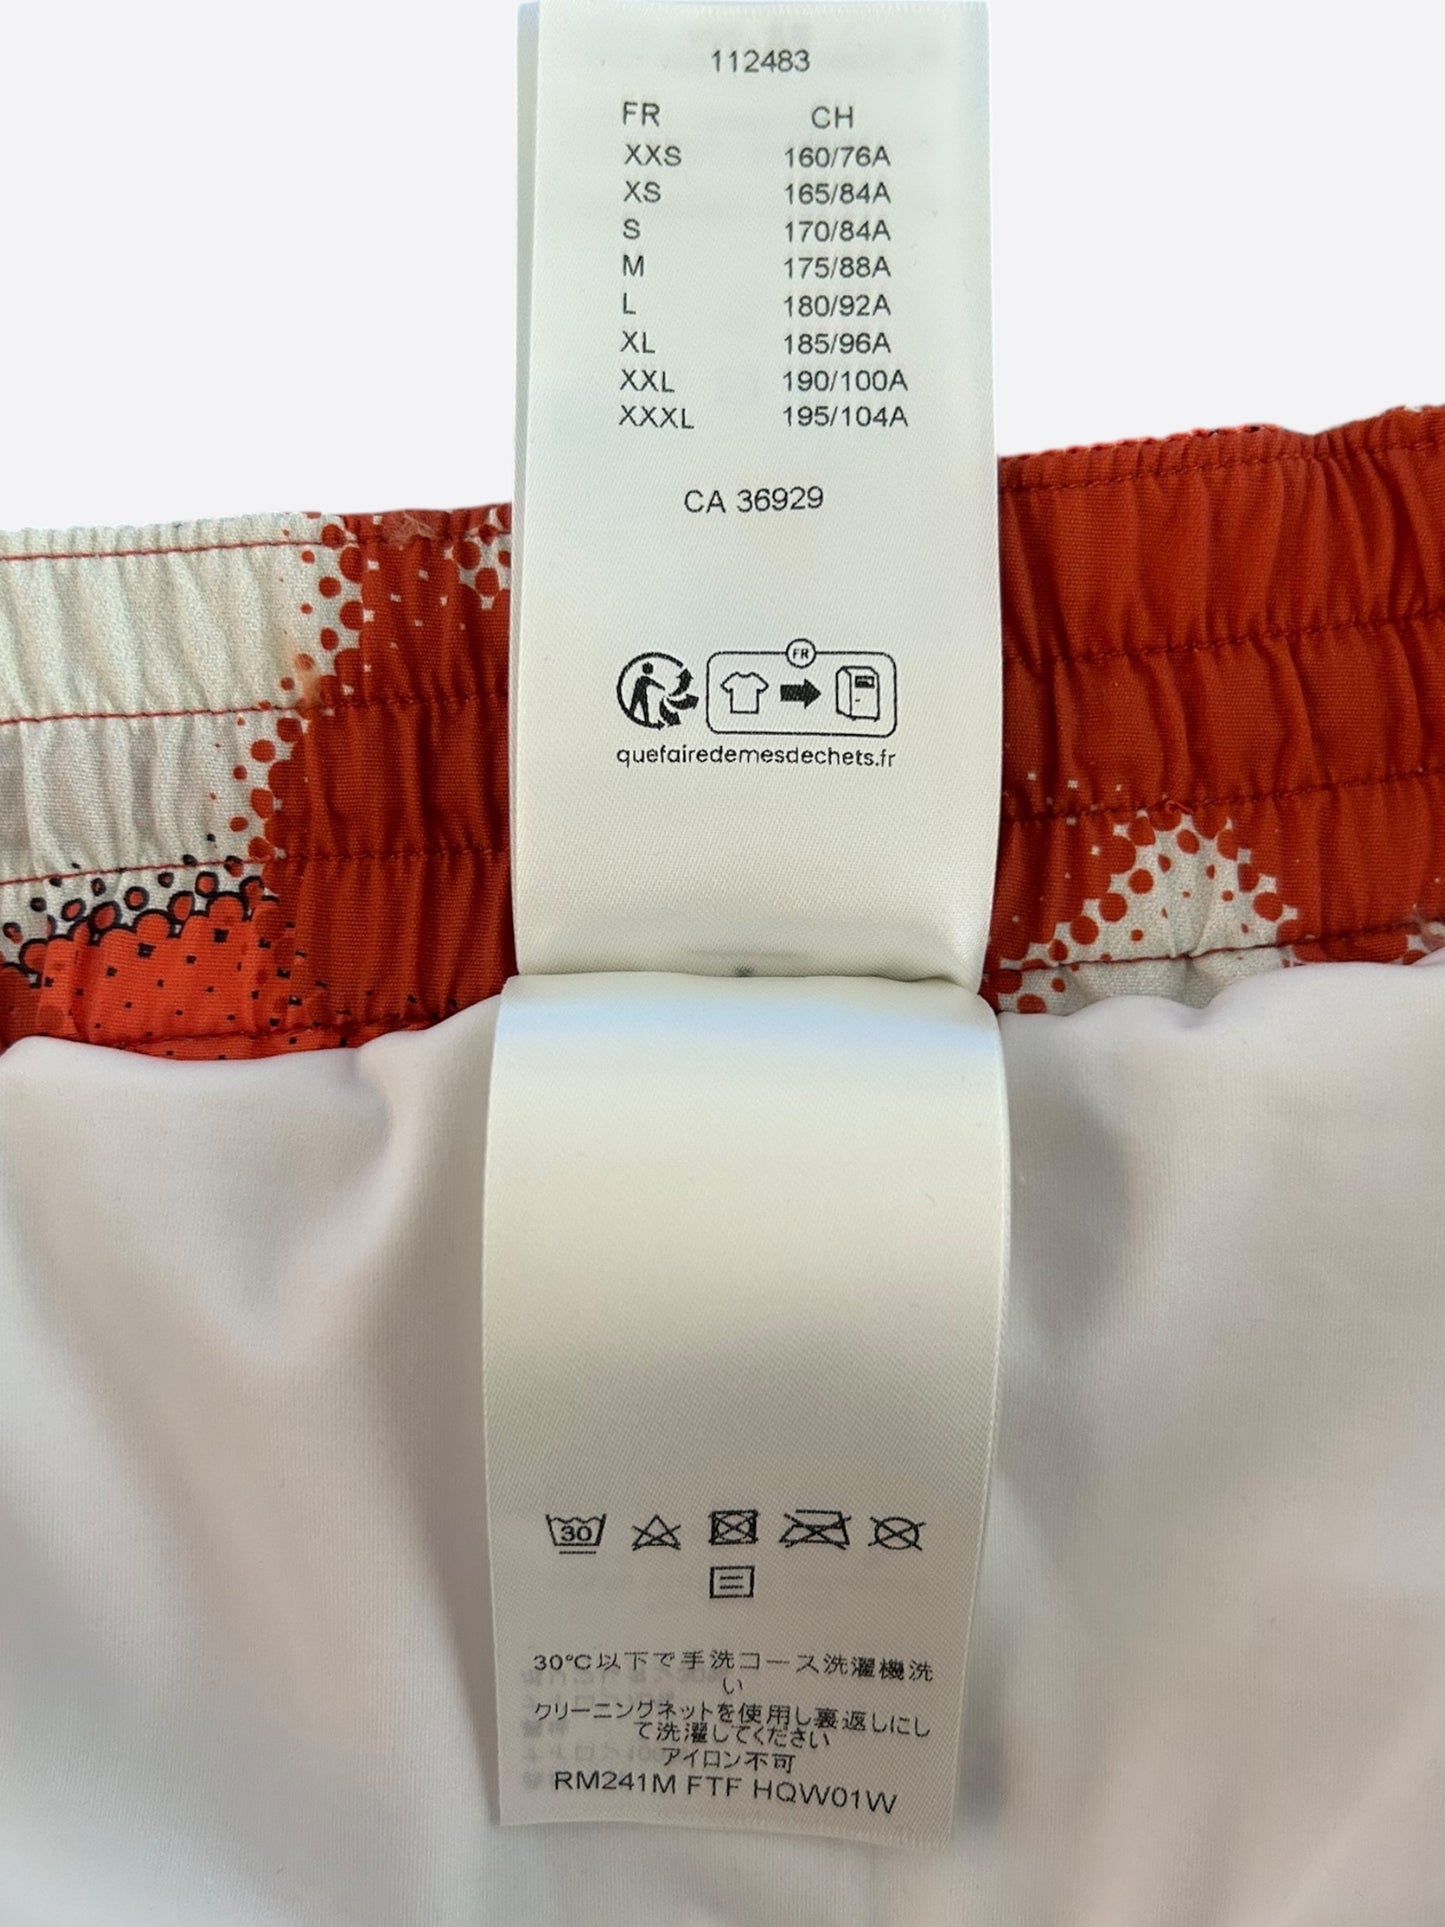 112483
FR CH
XXS 160/76A
XS 165/84A
S 170/84A
M 175/88A
L 180/92A
XL 185/96A
XXL 190/100A
XXXL 195/104A
CA 36929
FR
quefairedemesdechets.fr
30
30°C以下で手洗コース洗濯機洗
い
クリーニングネットを使用し裏返しにし
て洗濯してください
アイロン不可
RM241M FTF HQW01W